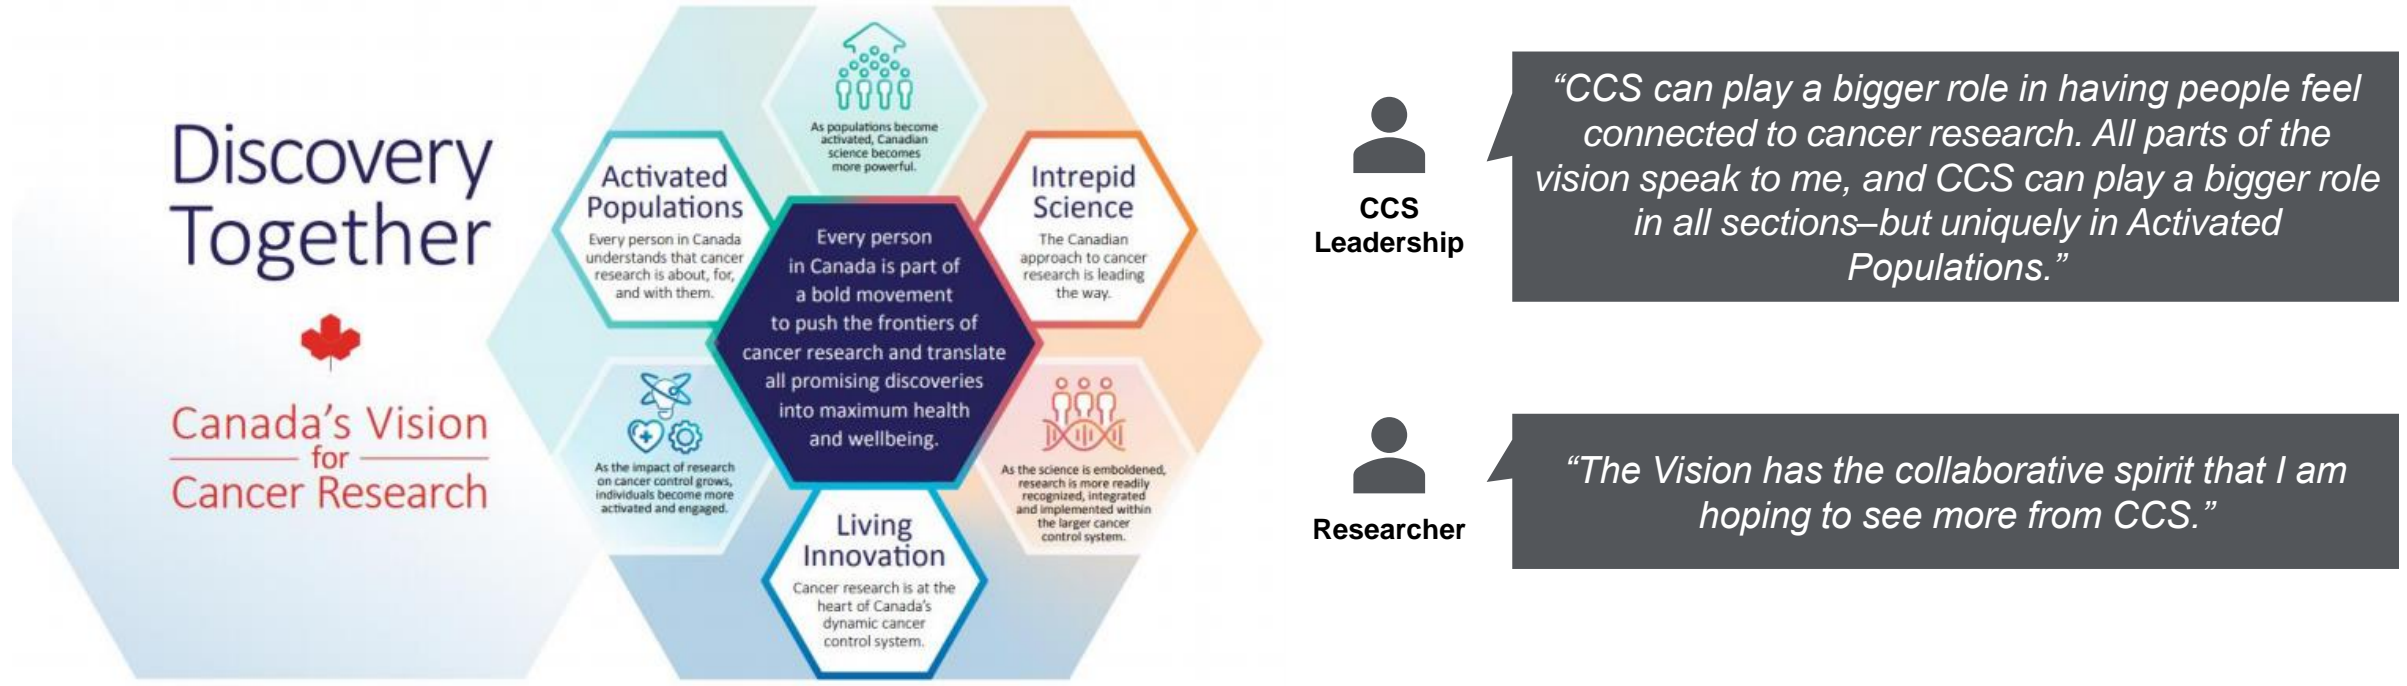 Discovery
Together
Canada's Vision
for
Cancer Research
As populations become
activated, Canadian
science becomes
more powerful.
Activated
Populations
Every person in Canada
understands that cancer
research is about, for,
and with them.
Intrepid
Science
The Canadian
approach to cancer
research is leading
the way.
Every person
in Canada is part of
a bold movement
to push the frontiers of
cancer research and translate
all promising discoveries
into maximum health
and wellbeing.
As the impact of research
on cancer control grows,
individuals become more
activated and engaged.
As the science is emboldened,
research is more readily
recognized, integrated
and implemented within
the larger cancer
control system.
Living
Innovation
Cancer research is at the
heart of Canada's
dynamic cancer
control system.
CCS
Leadership
“CCS can play a bigger role in having people feel
connected to cancer research. All parts of the
vision speak to me, and CCS can play a bigger role
in all sections–but uniquely in Activated
Populations.”
Researcher
“The Vision has the collaborative spirit that I am
hoping to see more from CCS.”